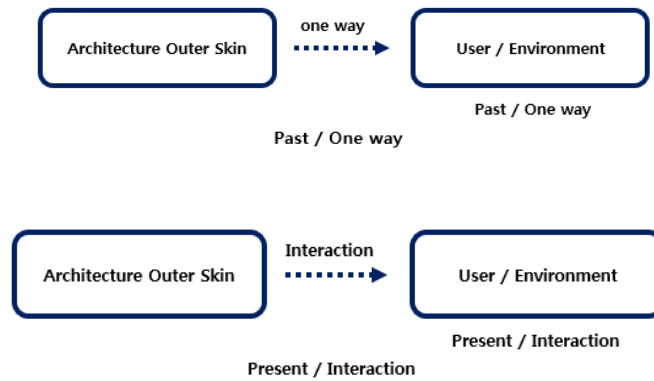 one way
Architecture Outer Skin
User / Environment
Past / One way
Past / One way
Interaction
Architecture Outer Skin
User / Environment
Present / Interaction
Present / Interaction